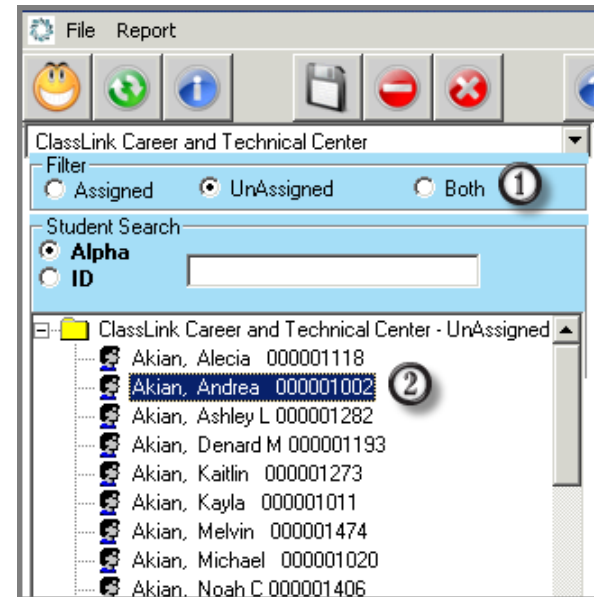 File Report
ClassLink Career and Technical Center
Filter
Assigned UnAssigned Both 1
Student Search
Alpha
ID
ClassLink Career and Technical Center - UnAssigned
Akian, Alecia 000001118
Akian, Andrea 000001002 2
Akian, Ashley L 000001282
Akian, Denard M 000001193
Akian, Kaitlin 000001273
Akian, Kayla 000001011
Akian, Melvin 000001474
Akian, Michael 000001020
Akian, Noah C 000001406